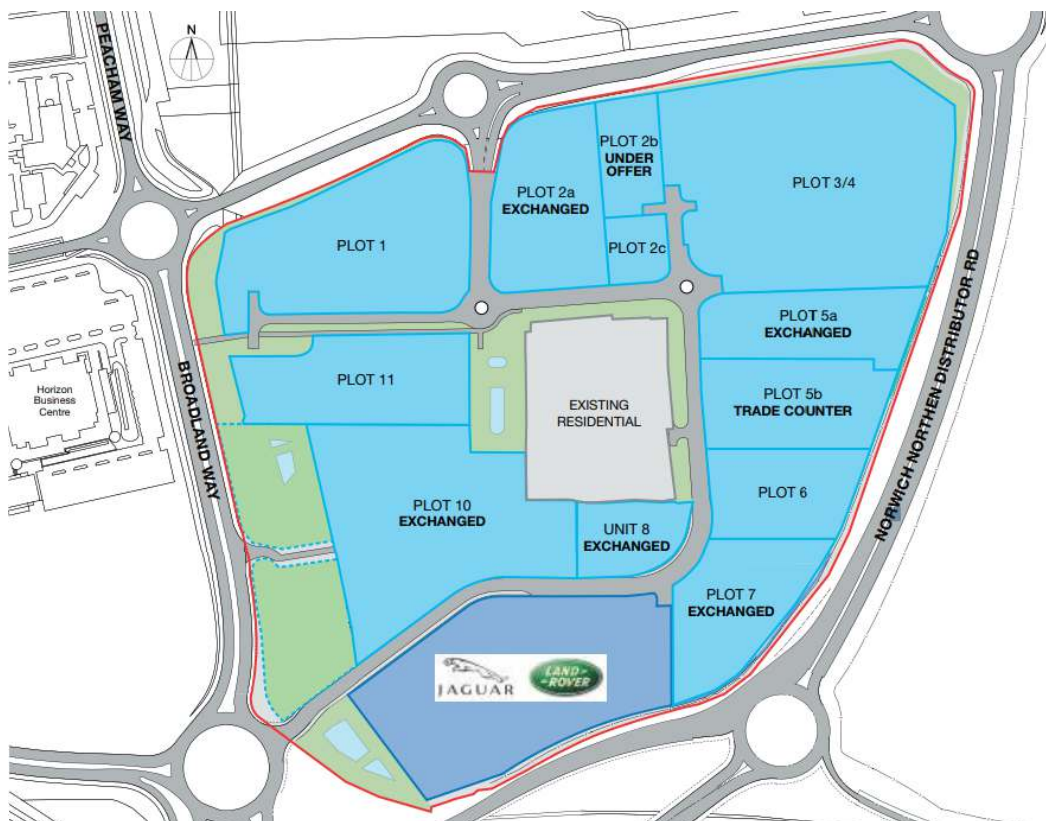 PEACHAM WAY
N
PLOT 2b
UNDER
OFFER
PLOT 2a
EXCHANGED
PLOT 3/4
PLOT 1
PLOT 2c
PLOT 5a
EXCHANGED
NORWICH NORTHEN DISTRIBUTOR RD
BROADLAND WAY
Horizon
Business
Centre
PLOT 11
EXISTING
RESIDENTIAL
PLOT 5b
TRADE COUNTER
PLOT 6
PLOT 10
EXCHANGED
UNIT 8
EXCHANGED
PLOT 7
EXCHANGED
JAGUAR
LAND-
-ROVER